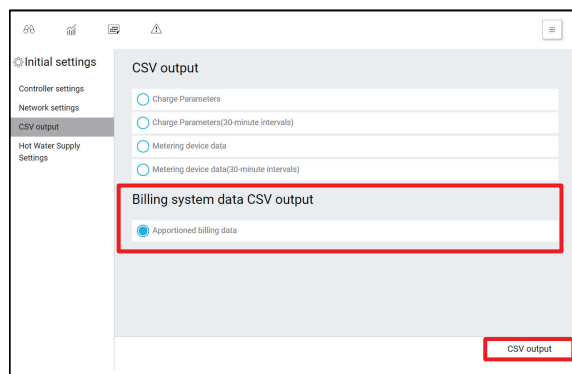 Initial settings
Controller settings
Network settings
CSV output
Hot Water Supply
Settings
CSV output
Charge Parameters
Charge Parameters(30-minute intervals)
Metering device data
Metering device data(30-minute intervals)
Billing system data CSV output
Apportioned billing data
CSV output